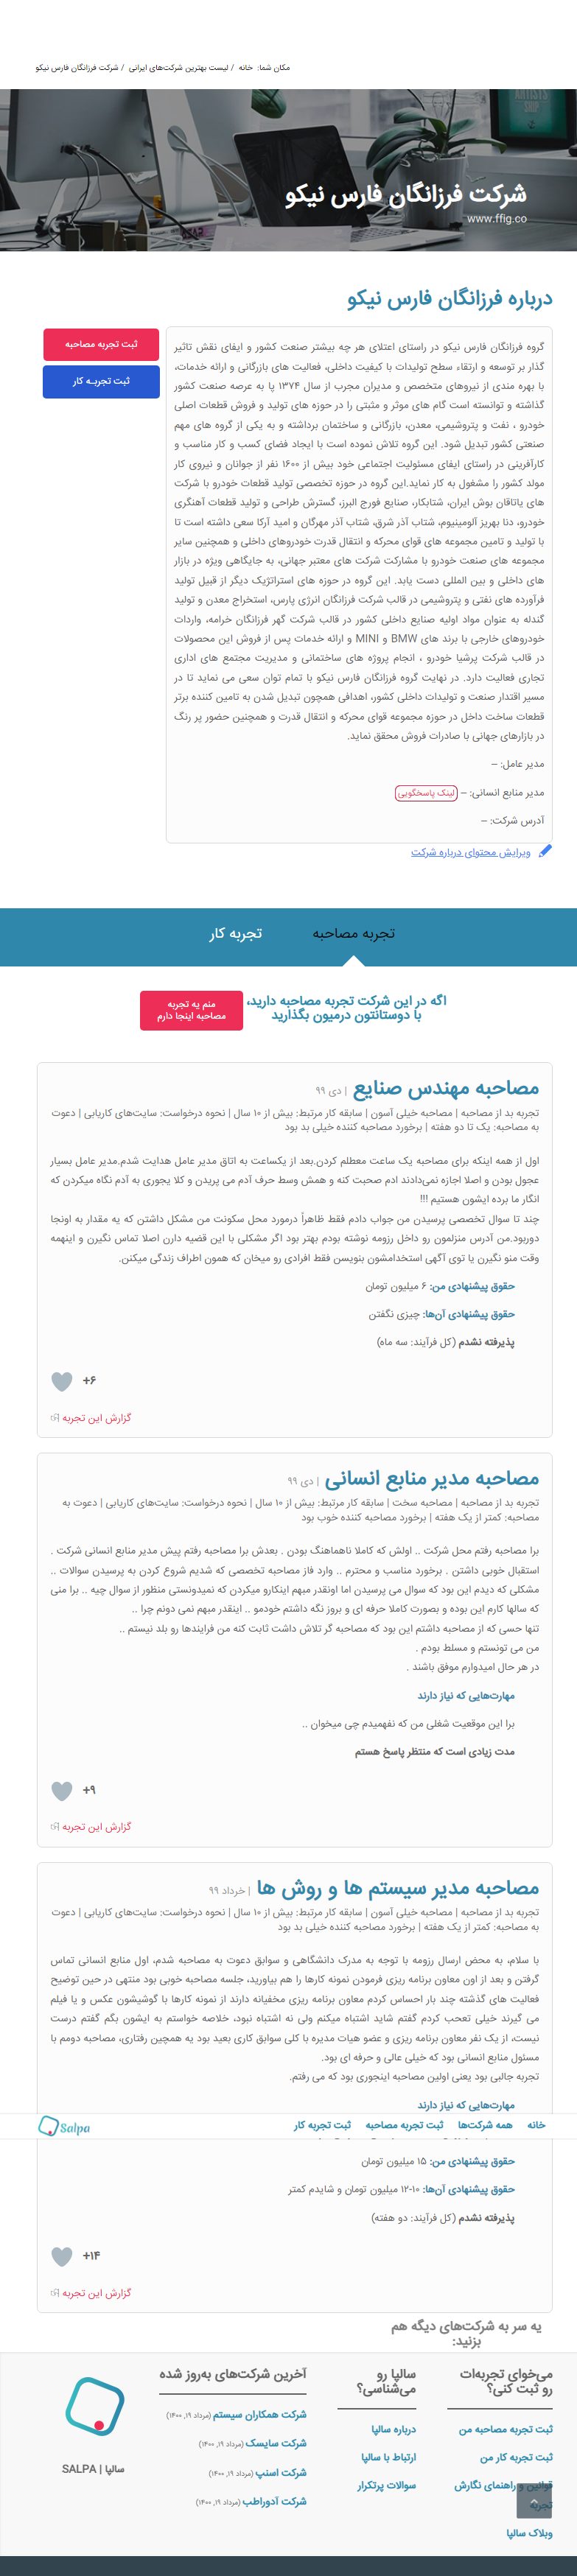 مکان شما: خانه / لیست بهترین شرکت‌های ایرانی / شرکت فرزانگان فارس نیکو
شرکت فرزانگان فارس نیکو
www.ffig.co
درباره فرزانگان فارس نیکو
ثبت تجربه مصاحبه
ثبت تجربـه کار
گروه فرزانگان فارس نیکو در راستای اعتلای هر چه بیشتر صنعت کشور و ایفای نقش تاثیر
گذار بر توسعه و ارتقاء سطح تولیدات با کیفیت داخلی، فعالیت های بازرگانی و ارائه خدمات،
با بهره مندی از نیروهای متخصص و مدیران مجرب از سال ۱۳۷۴ پا به عرصه صنعت کشور
گذاشته و توانسته است گام های موثر و مثبتی را در حوزه های تولید و فروش قطعات اصلی
خودرو ، نفت و پتروشیمی، معدن، بازرگانی و ساختمان برداشته و به یکی از گروه های مهم
صنعتی کشور تبدیل شود. این گروه تلاش نموده است با ایجاد فضای کسب و کار مناسب و
کارآفرینی در راستای ایفای مسئولیت اجتماعی خود بیش از ۱۶۰۰ نفر از جوانان و نیروی کار
مولد کشور را مشغول به کار نماید.این گروه در حوزه تخصصی تولید قطعات خودرو با شرکت
های یاتاقان بوش ایران، شتابکار، صنایع فورج البرز، گسترش طراحی و تولید قطعات آهنگری
خودرو، دنا بهریز آلومینیوم، شتاب آذر شرق، شتاب آذر مهرگان و امید آرکا سعی داشته است تا
با تولید و تامین مجموعه های قوای محرکه و انتقال قدرت خودروهای داخلی و همچنین سایر
مجموعه های صنعت خودرو با مشارکت شرکت های معتبر جهانی، به جایگاهی ویژه در بازار
های داخلی و بین المللی دست یابد. این گروه در حوزه های استراتژیک دیگر از قبیل تولید
فرآورده های نفتی و پتروشیمی در قالب شرکت فرزانگان انرژی پارس، استخراج معدن و تولید
گندله به عنوان مواد اولیه صنایع داخلی کشور در قالب شرکت گهر فرزانگان خرامه، واردات
خودروهای خارجی با برند های BMW و MINI و ارائه خدمات پس از فروش این محصولات
در قالب شرکت پرشیا خودرو ، انجام پروژه های ساختمانی و مدیریت مجتمع های اداری
تجاری فعالیت دارد. در نهایت گروه فرزانگان فارس نیکو با تمام توان سعی می نماید تا در
مسیر اقتدار صنعت و تولیدات داخلی کشور، اهدافی همچون تبدیل شدن به تامین کننده برتر
قطعات ساخت داخل در حوزه مجموعه قوای محرکه و انتقال قدرت و همچنین حضور پر رنگ
در بازارهای جهانی با صادرات فروش محقق نماید.
مدیر عامل: –
مدیر منابع انسانی: – لینک پاسخگویی
آدرس شرکت: –
ویرایش محتوای درباره شرکت
تجربه مصاحبه
تجربه کار
اگه در این شرکت تجربه مصاحبه دارید،
با دوستانتون درمیون بگذارید
منم یه تجربه
مصاحبه اینجا دارم
مصاحبه مهندس صنایع | دی ۹۹
تجربه بد از مصاحبه | مصاحبه خیلی آسون | سابقه کار مرتبط: بیش از ۱۰ سال | نحوه درخواست: سایت‌های کاریابی | دعوت
به مصاحبه: یک تا دو هفته | برخورد مصاحبه کننده خیلی بد بود
اول از همه اینکه برای مصاحبه یک ساعت معطلم کردن.بعد از یکساعت به اتاق مدیر عامل هدایت شدم.مدیر عامل بسیار
عجول بودن و اصلا اجازه نمی‌دادند ادم صحبت کنه و همش وسط حرف آدم می پریدن و کلا یجوری به آدم نگاه میکردن که
انگار ما برده ایشون هستیم !!!
چند تا سوال تخصصی پرسیدن من جواب دادم فقط ظاهراً درمورد محل سکونت من مشکل داشتن که یه مقدار به اونجا
دوربود.من آدرس منزلمون رو داخل رزومه نوشته بودم بهتر بود اگر مشکلی با این قضیه دارن اصلا تماس نگیرن و اینهمه
وقت منو نگیرن یا توی آگهی استخدامشون بنویسن فقط افرادی رو میخان که همون اطراف زندگی میکنن.
حقوق پیشنهادی من: ۶ میلیون تومان
حقوق پیشنهادی آن‌ها: چیزی نگفتن
پذیرفته نشدم (کل فرآیند: سه ماه)
+۶
گزارش این تجربه
مصاحبه مدیر منابع انسانی | دی ۹۹
تجربه بد از مصاحبه | مصاحبه سخت | سابقه کار مرتبط: بیش از ۱۰ سال | نحوه درخواست: سایت‌های کاریابی | دعوت به
مصاحبه: کمتر از یک هفته | برخورد مصاحبه کننده خوب بود
برا مصاحبه رفتم محل شرکت .. اولش که کاملا ناهماهنگ بودن . بعدش برا مصاحبه رفتم پیش مدیر منابع انسانی شرکت .
استقبال خوبی داشتن . برخورد مناسب و محترم .. وارد فاز مصاحبه تخصصی که شدیم شروع کردن به پرسیدن سوالات ..
مشکلی که دیدم این بود که سوال می پرسیدن اما اونقدر مبهم اینکارو میکردن که نمیدونستی منظور از سوال چیه .. برا منی
که سالها کارم این بوده و بصورت کاملا حرفه ای و بروز نگه داشتم خودمو .. اینقدر مبهم نمی دونم چرا ..
تنها حسی که از مصاحبه داشتم این بود که مصاحبه گر تلاش داشت ثابت کنه من فرایندها رو بلد نیستم ..
من می تونستم و مسلط بودم .
در هر حال امیدوارم موفق باشند .
مهارت‌هایی که نیاز دارند
برا این موقعیت شغلی من که نفهمیدم چی میخوان ..
مدت زیادی است که منتظر پاسخ هستم
+۹
گزارش این تجربه
مصاحبه مدیر سیستم ها و روش ها | خرداد ۹۹
تجربه بد از مصاحبه | مصاحبه خیلی آسون | سابقه کار مرتبط: بیش از ۱۰ سال | نحوه درخواست: سایت‌های کاریابی | دعوت
به مصاحبه: کمتر از یک هفته | برخورد مصاحبه کننده خیلی بد بود
با سلام، به محض ارسال رزومه با توجه به مدرک دانشگاهی و سوابق دعوت به مصاحبه شدم، اول منابع انسانی تماس
گرفتن و بعد از اون معاون برنامه ریزی فرمودن نمونه کارها را هم بیاورید، جلسه مصاحبه خوبی بود منتهی در حین توضیح
فعالیت های گذشته چند بار احساس کردم معاون برنامه ریزی مخفیانه دارند از نمونه کارها با گوشیشون عکس و یا فیلم
می گیرند خیلی تعجب کردم گفتم شاید اشتباه میکنم ولی نه اشتباه نبود، خلاصه خواستم به ایشون بگم گفتم درست
نیست، از یک نفر معاون برنامه ریزی و عضو هیات مدیره با کلی سوابق کاری بعید بود یه همچین رفتاری، مصاحبه دومم با
مسئول منابع انسانی بود که خیلی عالی و حرفه ای بود.
تجربه جالبی بود یعنی اولین مصاحبه اینجوری بود که می رفتم.
مهارت‌هایی که نیاز دارند
خانه
همه شرکت‌ها
ثبت تجربه مصاحبه
ثبت تجربه کار
Salpa
حقوق پیشنهادی من: ۱۵ میلیون تومان
حقوق پیشنهادی آن‌ها: ۱۰-۱۲ میلیون تومان و شایدم کمتر
پذیرفته نشدم (کل فرآیند: دو هفته)
+۱۴
گزارش این تجربه
یه سر به شرکت‌های دیگه هم
بزنید:
می‌خوای تجربه‌ات
رو ثبت کنی؟
ثبت تجربه مصاحبه من
ثبت تجربه کار من
قوانین و راهنمای نگارش
تجربه
وبلاگ سالپا
سالپا رو
می‌شناسی؟
درباره سالپا
ارتباط با سالپا
سوالات پرتکرار
آخرین شرکت‌های به‌روز شده
شرکت همکاران سیستم (مرداد ۱۹, ۱۴۰۰)
شرکت سایسک (مرداد ۱۹, ۱۴۰۰)
شرکت اسنپ (مرداد ۱۹, ۱۴۰۰)
شرکت آدوراطب (مرداد ۱۹, ۱۴۰۰)
سالپا | SALPA